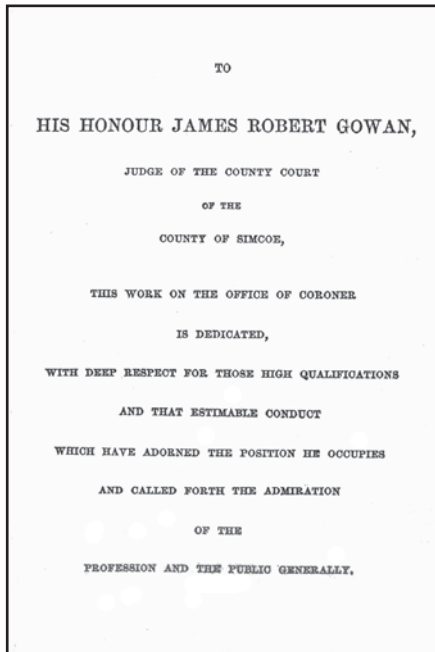 TO
HIS HONOUR JAMES ROBERT GOWAN,
JUDGE OF THE COUNTY COURT
OF THE
COUNTY OF SIMCOE,
THIS WORK ON THE OFFICE OF CORONER
IS DEDICATED,
WITH DEEP RESPECT FOR THOSE HIGH QUALIFICATIONS
AND THAT ESTIMABLE CONDUCT
WHICH HAVE ADORNED THE POSITION HE OCCUPIES
AND CALLED FORTH THE ADMIRATION
OF THE
PROFESSION AND THE PUBLIC GENERALLY.